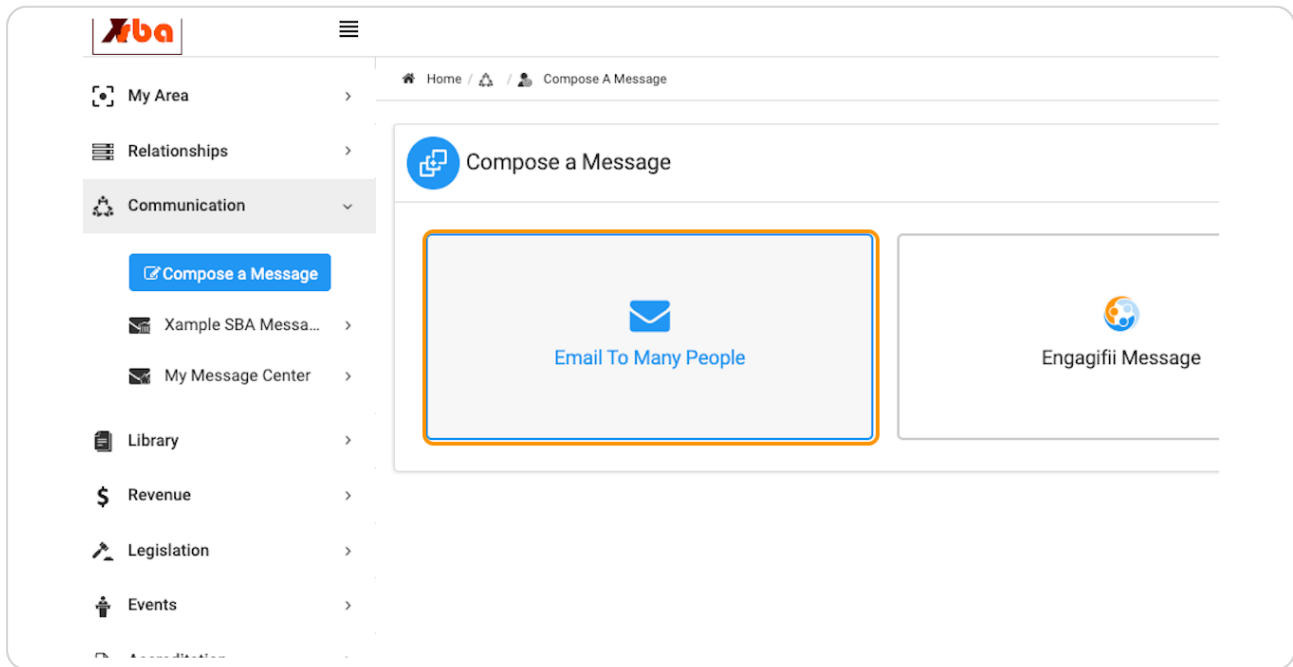 Xsba
Home / / Compose A Message
My Area
Relationships
Communication
Compose a Message
Xample SBA Messa...
My Message Center
Library
Revenue
Legislation
Events
Compose a Message
Email To Many People
Engagifii Message